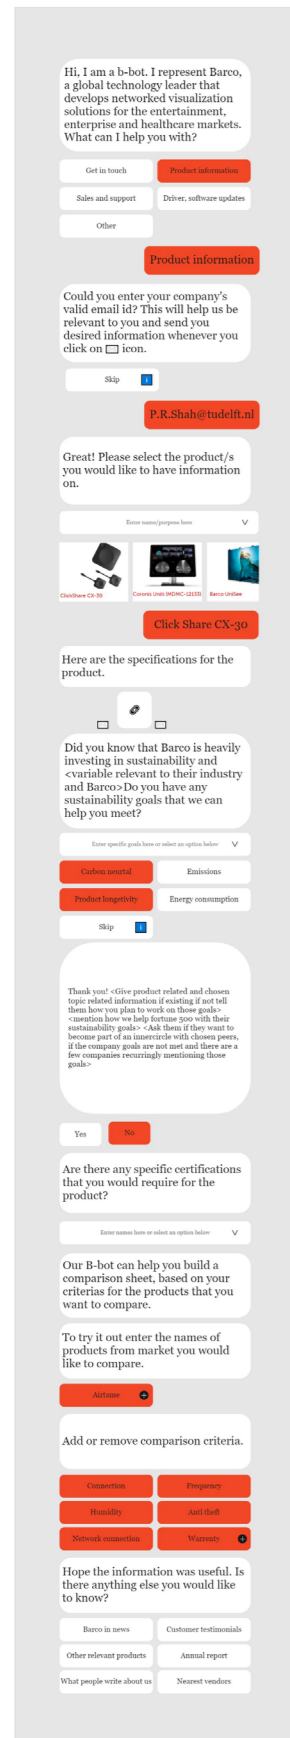 Hi, I am a b-bot. I represent Barco,
a global technology leader that
develops networked visualization
solutions for the entertainment,
enterprise and healthcare markets.
What can I help you with?
Get in touch
Product information
Sales and support
Driver, software updates
Other
Product information
Could you enter your company's
valid email id? This will help us be
relevant to you and send you
desired information whenever you
click on icon.
Skip
i
P.R.Shah@tudelft.nl
Great! Please select the product/s
you would like to have information
on.
Enter name/purpose here
ClickShare CX-30
Coronis Uniti (MDMC-12133)
Barco UniSee
Click Share CX-30
Here are the specifications for the
product.
Did you know that Barco is heavily
investing in sustainability and
<variable relevant to their industry
and Barco>Do you have any
sustainability goals that we can
help you meet?
Enter specific goals here or select an option below
Carbon neurtal
Emissions
Product longetivity
Energy consumption
Skip
i
Thank you! <Give product related and chosen
topic related information if existing if not tell
them how you plan to work on those goals>
<mention how we help fortune 500 with their
sustainability goals> <Ask them if they want to
become part of an innercircle with chosen peers,
if the company goals are not met and there are a
few companies recurringly mentioning those
goals>
Yes
No
Are there any specific certifications
that you would require for the
product?
Enter names here or select an option below
Our B-bot can help you build a
comparison sheet, based on your
criterias for the products that you
want to compare.
To try it out enter the names of
products from market you would
like to compare.
Airtame
Add or remove comparison criteria.
Connection
Frequency
Humidity
Anti theft
Network connection
Warrenty
Hope the information was useful. Is
there anything else you would like
to know?
Barco in news
Customer testimonials
Other relevant products
Annual report
What people write about us
Nearest vendors